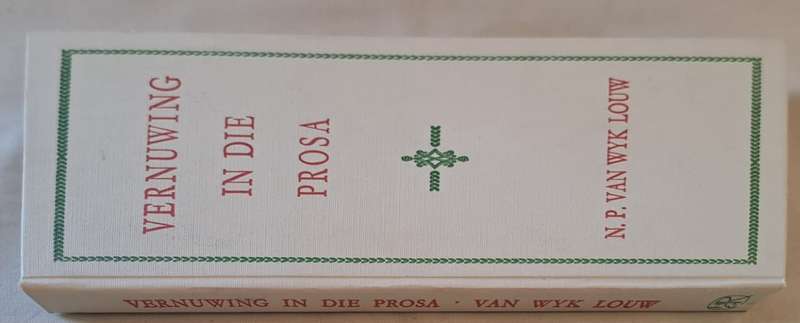 VERNUWING
IN DIE
PROSA
N. P. VAN WYK LOUW
VERNUWING IN DIE PROSA · VAN WYK LOUW